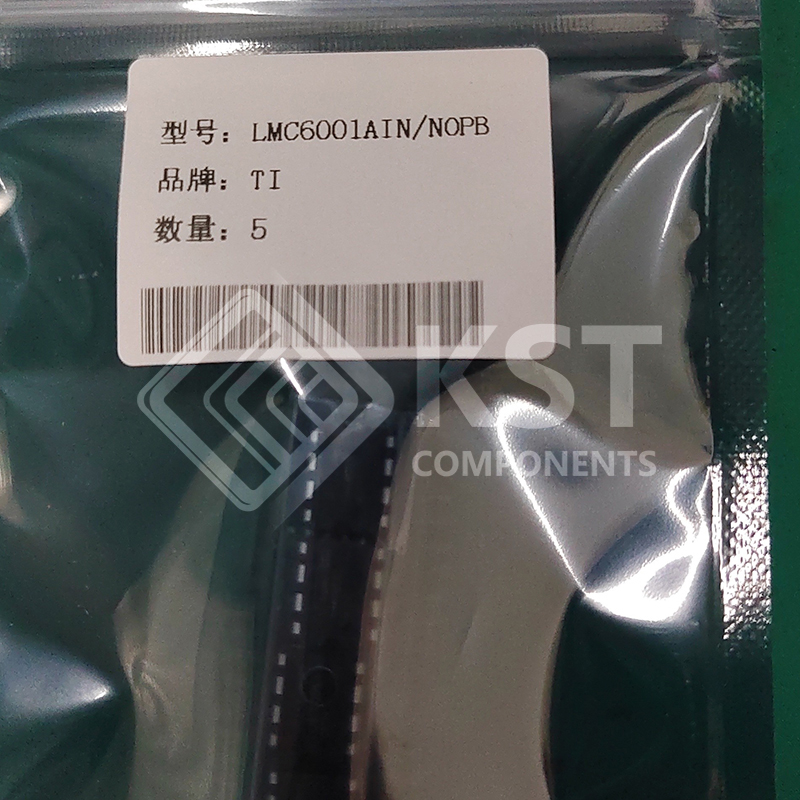 型号: LMC6001AIN/NOPB
品牌: TI
数量: 5
KST
COMPONENTS